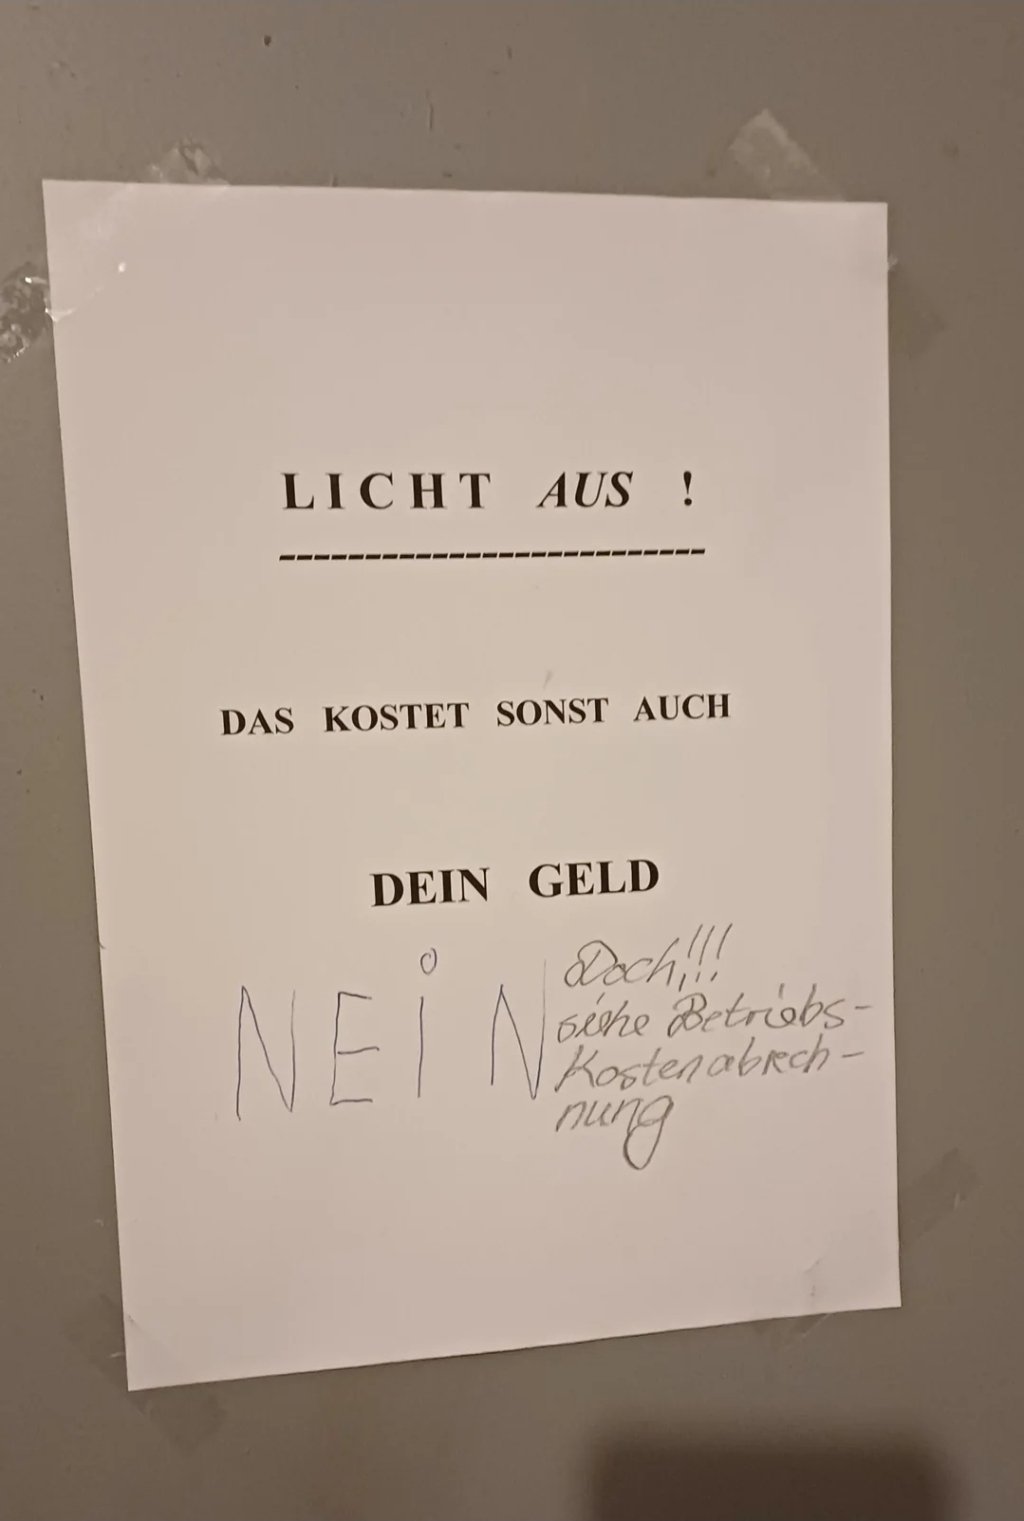 LICHT AUS !
--------------------------
DAS KOSTET SONST AUCH
DEIN GELD
NEiN
Doch!!!
siehe Betriebs-
Kostenabrech-
nung